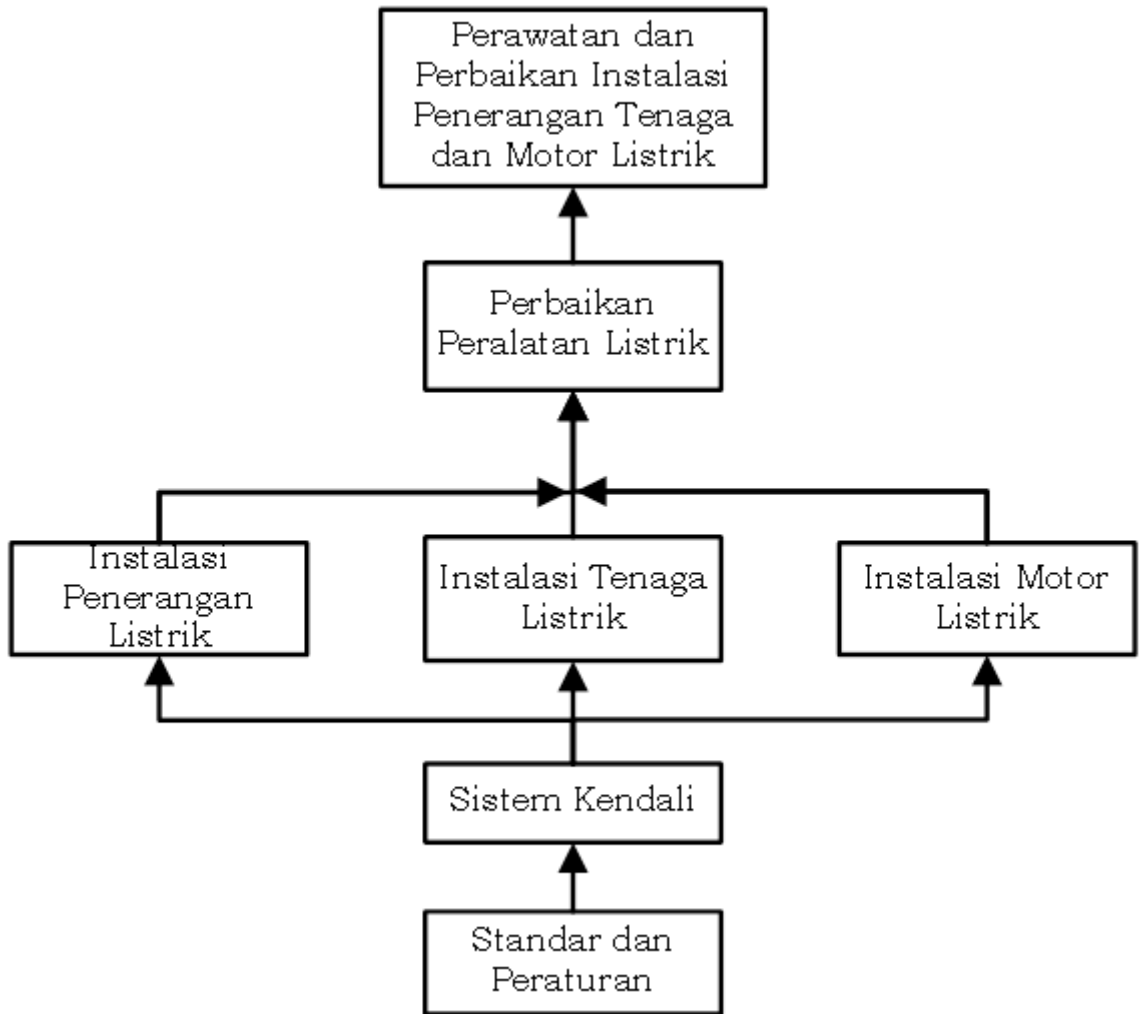 Perawatan dan
Perbaikan Instalasi
Penerangan Tenaga
dan Motor Listrik
Perbaikan
Peralatan Listrik
Instalasi
Penerangan
Listrik
Instalasi Tenaga
Listrik
Instalasi Motor
Listrik
Sistem Kendali
Standar dan
Peraturan